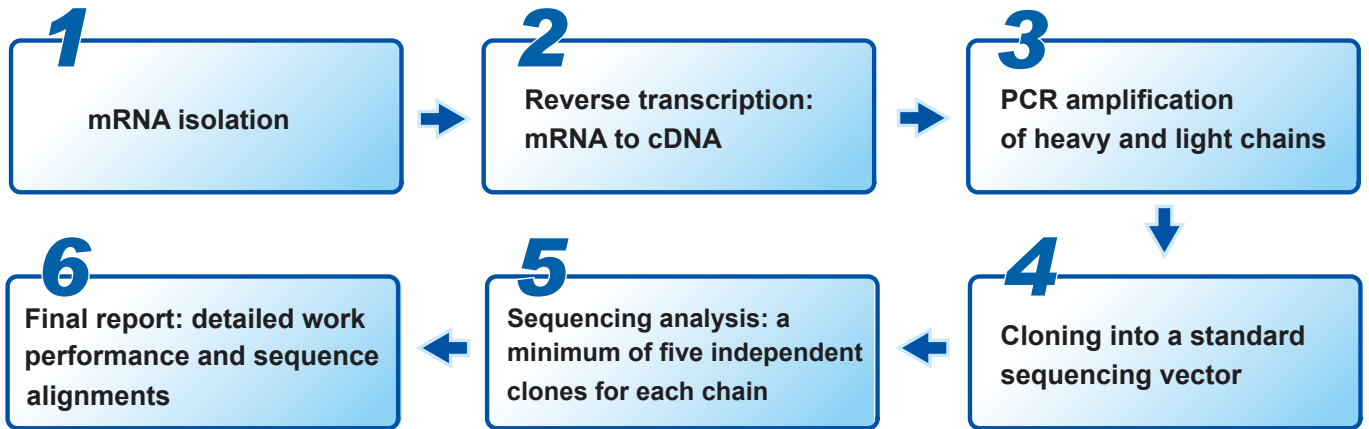 1
mRNA isolation
2
Reverse transcription:
mRNA to cDNA
3
PCR amplification
of heavy and light chains
4
Cloning into a standard
sequencing vector
5
Sequencing analysis: a
minimum of five independent
clones for each chain
6
Final report: detailed work
performance and sequence
alignments